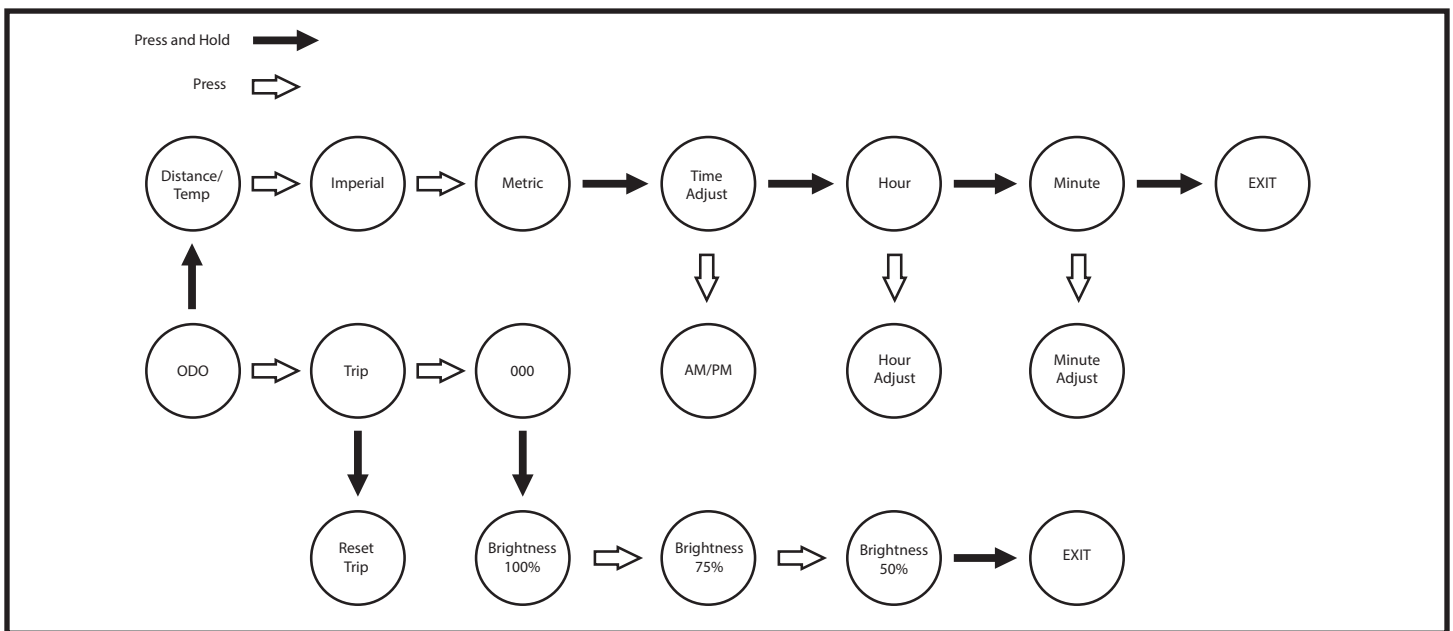 Press and Hold
Press
Distance/
Temp
Imperial
Metric
Time
Adjust
Hour
Minute
EXIT
ODO
Trip
000
AM/PM
Hour
Adjust
Minute
Adjust
Reset
Trip
Brightness
100%
Brightness
75%
Brightness
50%
EXIT